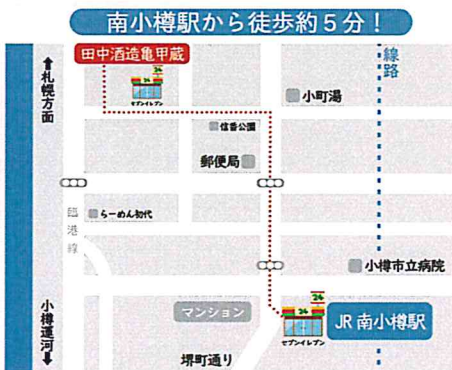 南小樽駅から徒歩約5分!
↑札幌方面
田中酒造亀甲蔵
24
セブンイレブン
線路
小町湯
信香公園
郵便局
臨港線
らーめん初代
小樽市立病院
小樽運河↓
マンション
24
セブンイレブン
JR 南小樽駅
堺町通り